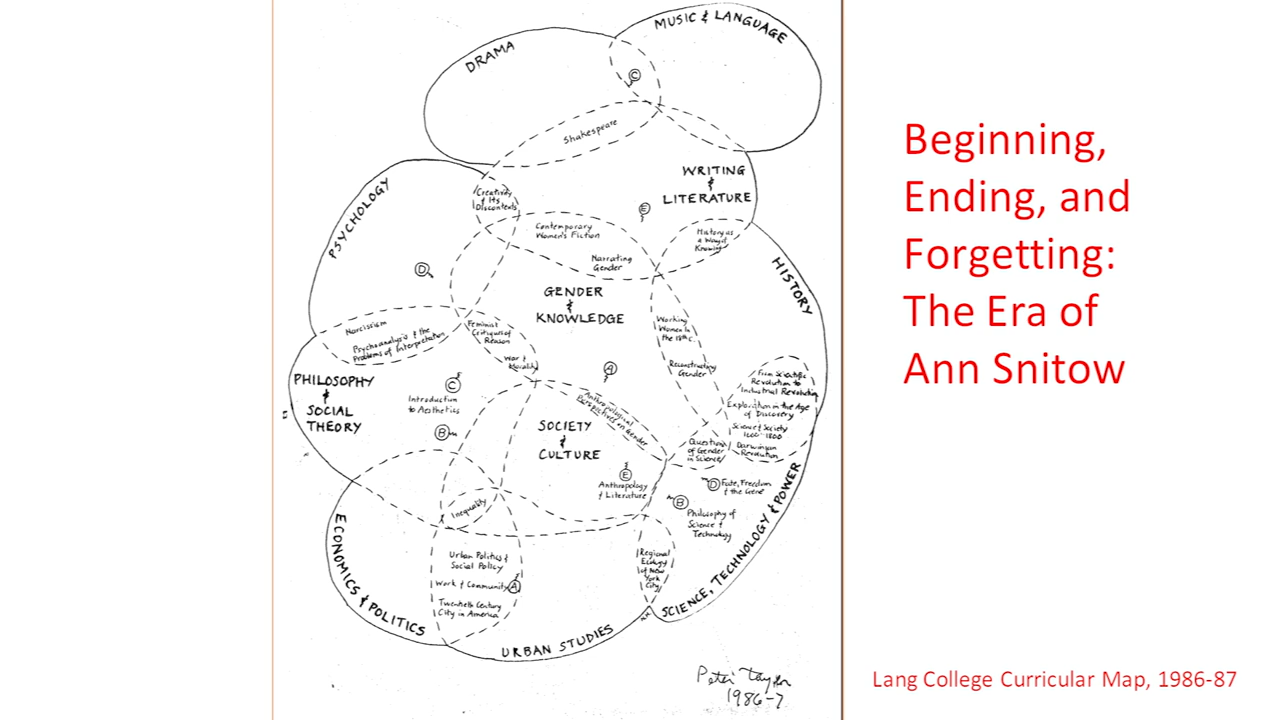 MUSIC & LANGUAGE
DRAMA
C
Shakespeare
WRITING
&
LITERATURE
PSYCHOLOGY
Creativity
& Its
Discontents
E
Contemporary
Women's Fiction
History as
a Way of
Knowing
Narrating
Gender
D
HISTORY
GENDER
&
KNOWLEDGE
Narcissism
Psychoanalysis & the
Problems of Interpretation
Feminist
Critiques of
Reason
War &
Morality
Working
Women in
the 18th c.
Reconstructing
Gender
A
From Scientific
Revolution to
Industrial Revolution
Exploration in the Age
of Discovery
Science & Society
Darwinian
Revolution
PHILOSOPHY
&
SOCIAL
THEORY
C
Introduction
to Aesthetics
B
Anthropological
Perspectives on Gender
SOCIETY
&
CULTURE
Question
of Gender
in Science
E
Anthropology
& Literature
D
Fate, Freedom
& the Gene
B
Philosophy of
Science &
Technology
Inequality
ECONOMICS & POLITICS
Urban Politics &
Social Policy
Work & Community
A
Twentieth Century
City in America
Regional
Ecology
of New
York
City
SCIENCE, TECHNOLOGY & POWER
URBAN STUDIES
Peter Taylor
1986-7
Beginning,
Ending, and
Forgetting:
The Era of
Ann Snitow
Lang College Curricular Map, 1986-87